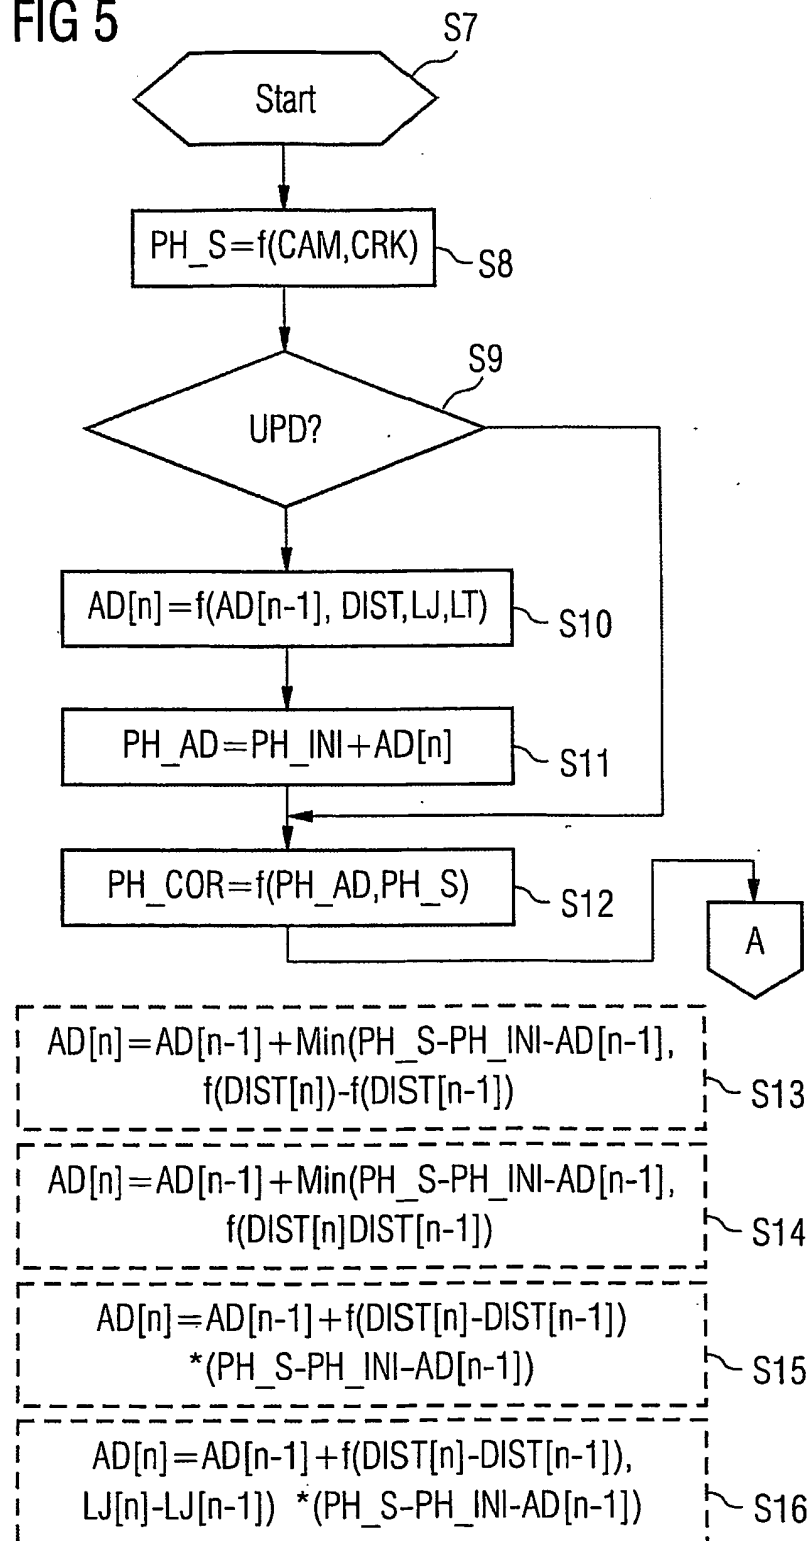 FIG 5
S7
Start
PH_S=f(CAM,CRK)
S8
S9
UPD?
AD[n]=f(AD[n-1], DIST,LJ,LT)
S10
PH_AD=PH_INI+AD[n]
S11
PH_COR=f(PH_AD,PH_S)
S12
A
AD[n]=AD[n-1]+Min(PH_S-PH_INI-AD[n-1],
f(DIST[n])-f(DIST[n-1])
S13
AD[n]=AD[n-1]+Min(PH_S-PH_INI-AD[n-1],
f(DIST[n]DIST[n-1])
S14
AD[n]=AD[n-1]+f(DIST[n]-DIST[n-1])
*(PH_S-PH_INI-AD[n-1])
S15
AD[n]=AD[n-1]+f(DIST[n]-DIST[n-1]),
LJ[n]-LJ[n-1]) *(PH_S-PH_INI-AD[n-1])
S16